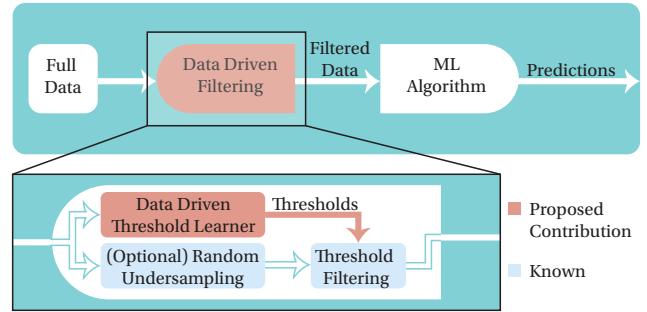 Full
Data
Data Driven
Filtering
Filtered
Data
ML
Algorithm
Predictions
Data Driven
Threshold Learner
Thresholds
(Optional) Random
Undersampling
Threshold
Filtering
Proposed
Contribution
Known